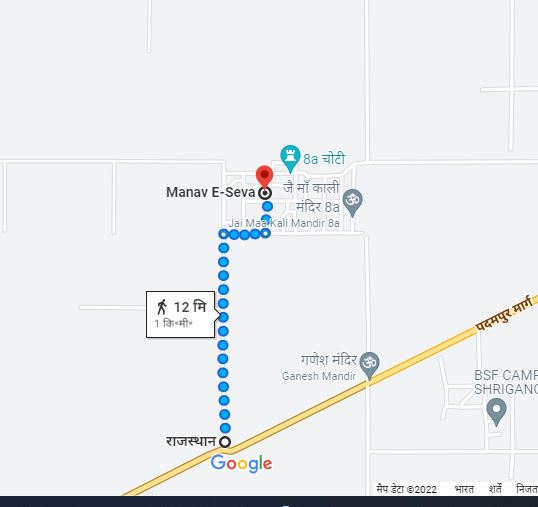 8a चोटी
Manav E-Seva
जै माँ काली
मंदिर 8a
Jai Maa Kali Mandir 8a
12 मि
1 कि॰मी॰
पदमपुर मार्ग
गणेश मंदिर
Ganesh Mandir
BSF CAMP
SHRIGANG
राजस्थान
Google
मैप डेटा ©2022 भारत शर्तें निजत